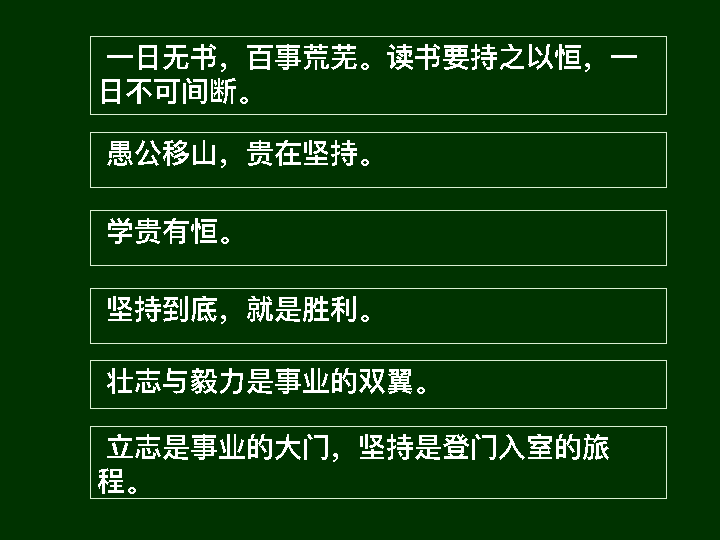 一日无书，百事荒芜。读书要持之以恒，一
日不可间断。
愚公移山，贵在坚持。
学贵有恒。
坚持到底，就是胜利。
壮志与毅力是事业的双翼。
立志是事业的大门，坚持是登门入室的旅
程。